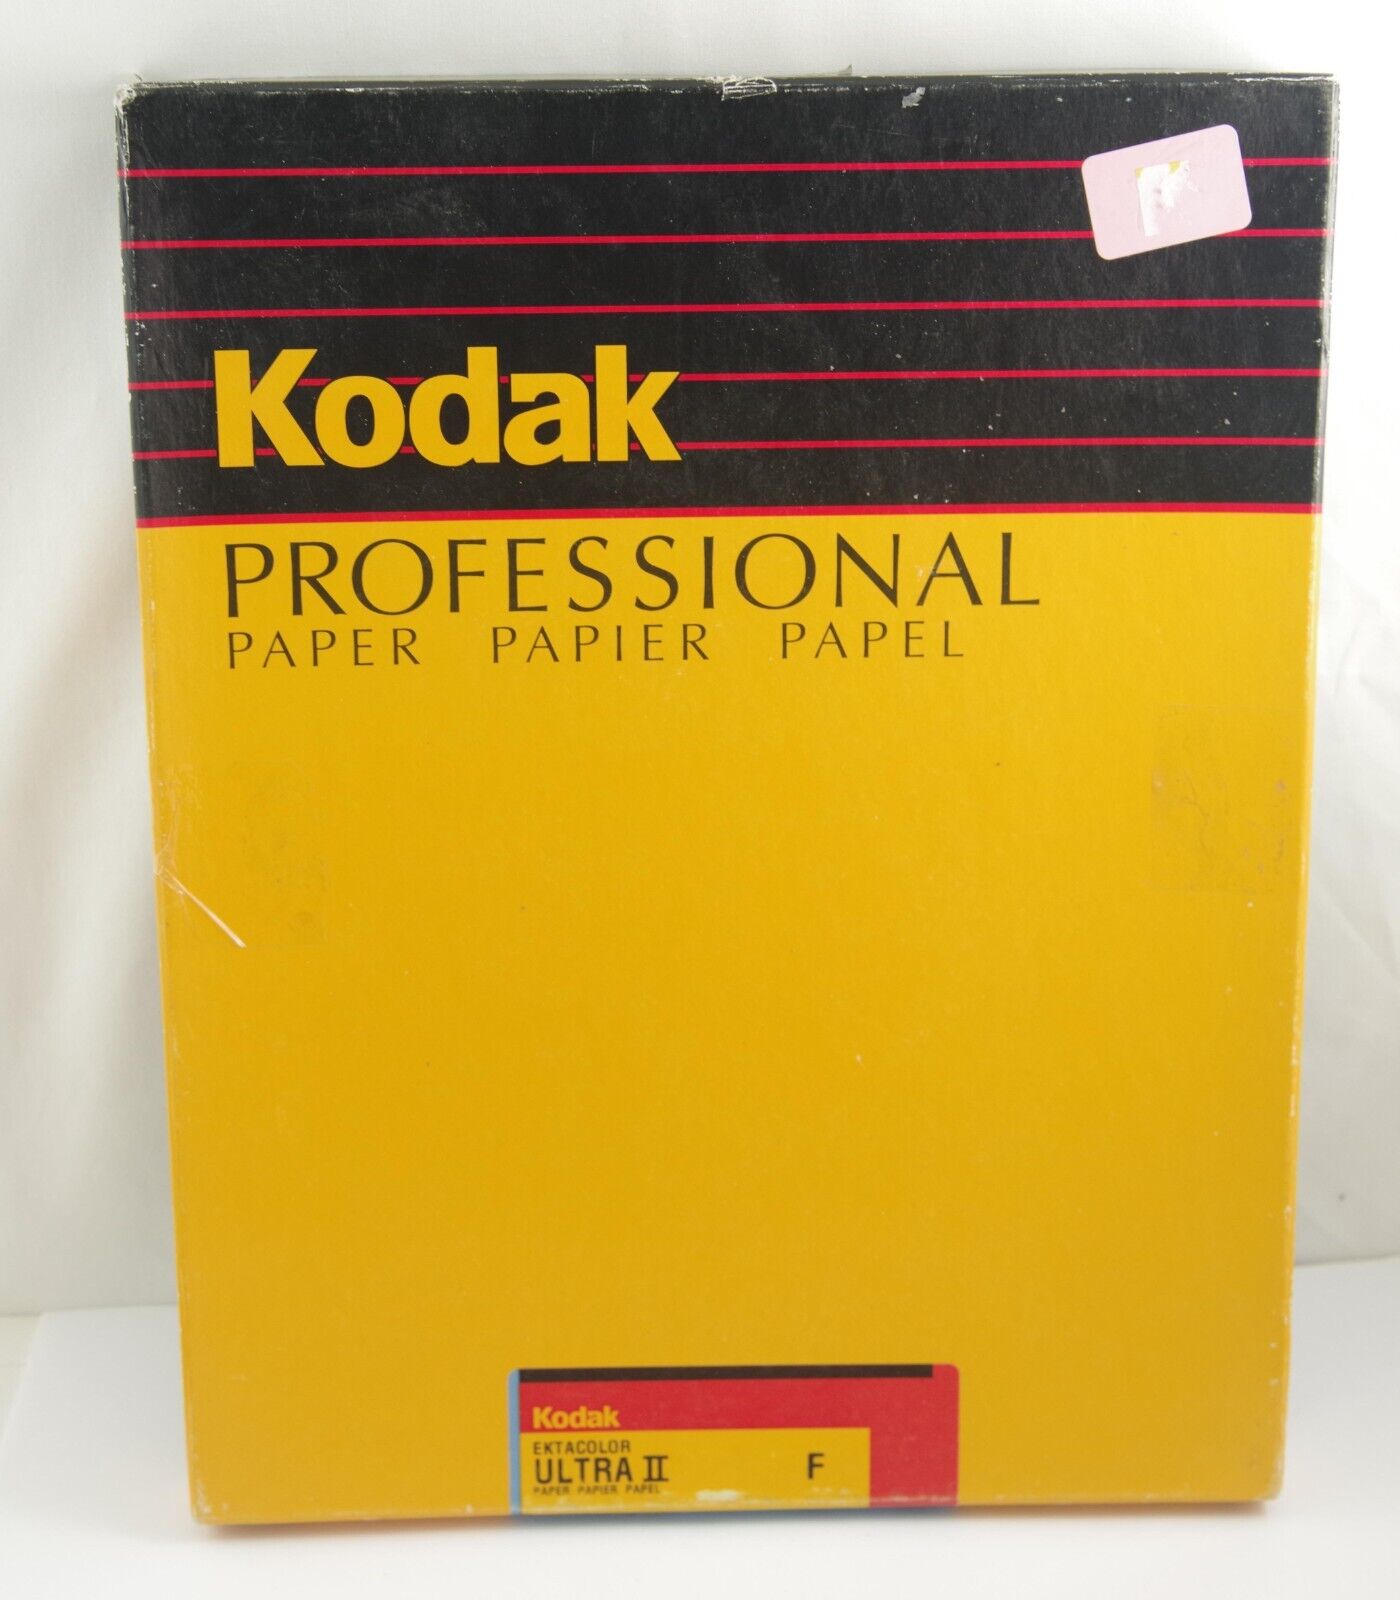 Kodak
PROFESSIONAL
PAPER PAPIER PAPEL
Kodak
EKTACOLOR
ULTRA II F
PAPER PAPIER PAPEL